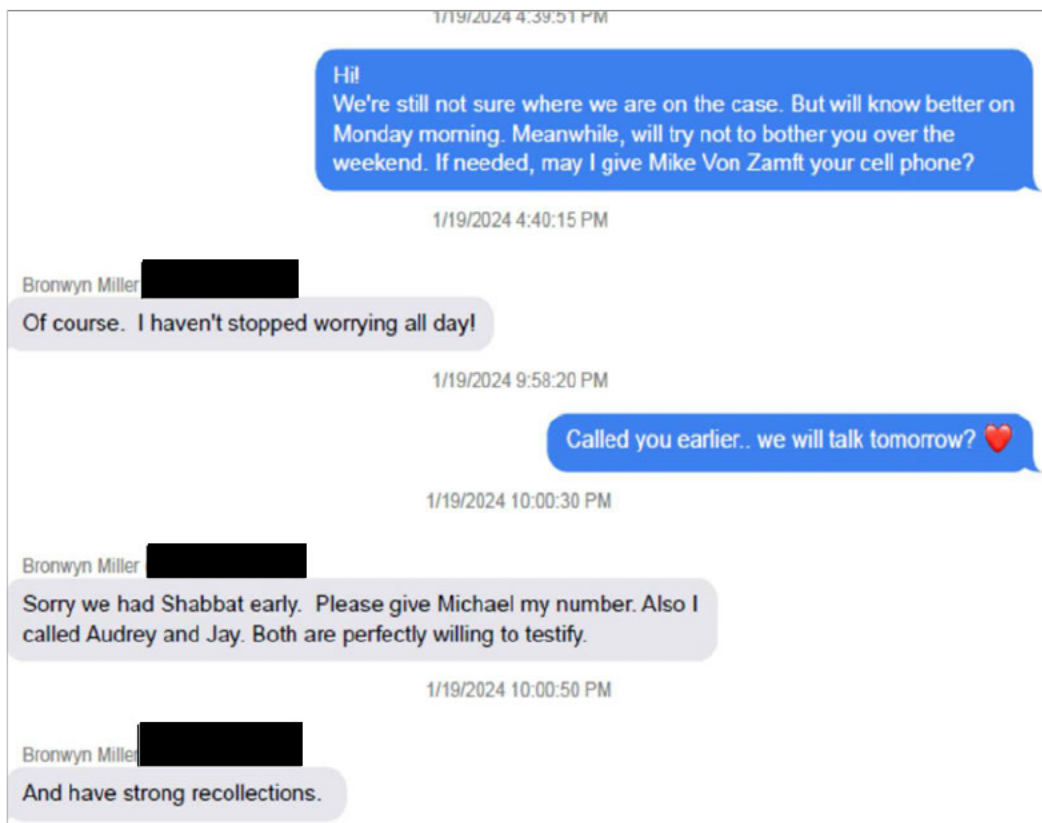 1/19/2024 4:39:51 PM
Hi!
We're still not sure where we are on the case. But will know better on
Monday morning. Meanwhile, will try not to bother you over the
weekend. If needed, may I give Mike Von Zamft your cell phone?
1/19/2024 4:40:15 PM
Bronwyn Miller
Of course.  I haven't stopped worrying all day!
1/19/2024 9:58:20 PM
Called you earlier.. we will talk tomorrow? ❤️
1/19/2024 10:00:30 PM
Bronwyn Miller
Sorry we had Shabbat early.  Please give Michael my number. Also I
called Audrey and Jay. Both are perfectly willing to testify.
1/19/2024 10:00:50 PM
Bronwyn Miller
And have strong recollections.